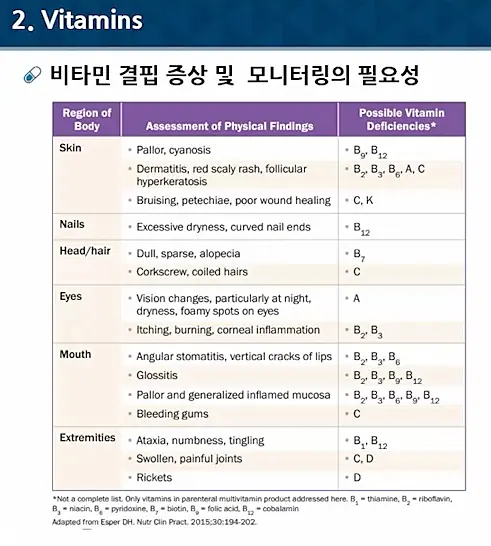 2. Vitamins
비타민 결핍 증상 및 모니터링의 필요성
Region of Body Assessment of Physical Findings Possible Vitamin Deficiencies*
Skin • Pallor, cyanosis • B₉, B₁₂
• Dermatitis, red scaly rash, follicular hyperkeratosis • B₂, B₃, B₆, A, C
• Bruising, petechiae, poor wound healing • C, K
Nails • Excessive dryness, curved nail ends • B₁₂
Head/hair • Dull, sparse, alopecia • B₇
• Corkscrew, coiled hairs • C
Eyes • Vision changes, particularly at night, dryness, foamy spots on eyes • A
• Itching, burning, corneal inflammation • B₂, B₃
Mouth • Angular stomatitis, vertical cracks of lips • B₂, B₃, B₆
• Glossitis • B₂, B₃, B₉, B₁₂
• Pallor and generalized inflamed mucosa • B₂, B₃, B₆, B₉, B₁₂
• Bleeding gums • C
Extremities • Ataxia, numbness, tingling • B₁, B₁₂
• Swollen, painful joints • C, D
• Rickets • D
*Not a complete list. Only vitamins in parenteral multivitamin product addressed here. B₁ = thiamine, B₂ = riboflavin,
B₃ = niacin, B₆ = pyridoxine, B₇ = biotin, B₉ = folic acid, B₁₂ = cobalamin
Adapted from Esper DH. Nutr Clin Pract. 2015;30:194-202.